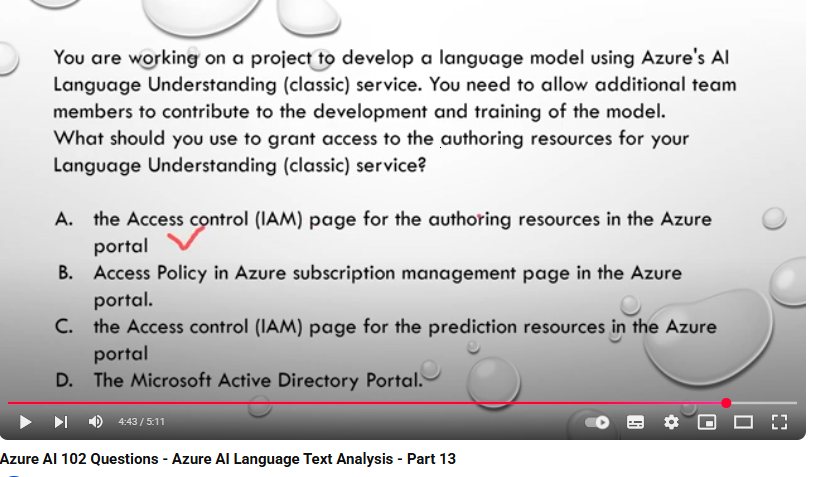 You are working on a project to develop a language model using Azure's AI
Language Understanding (classic) service. You need to allow additional team
members to contribute to the development and training of the model.
What should you use to grant access to the authoring resources for your
Language Understanding (classic) service?
A. the Access control (IAM) page for the authoring resources in the Azure
portal
B. Access Policy in Azure subscription management page in the Azure
portal.
C. the Access control (IAM) page for the prediction resources in the Azure
portal
D. The Microsoft Active Directory Portal.
4:43 / 5:11
Azure AI 102 Questions - Azure AI Language Text Analysis - Part 13